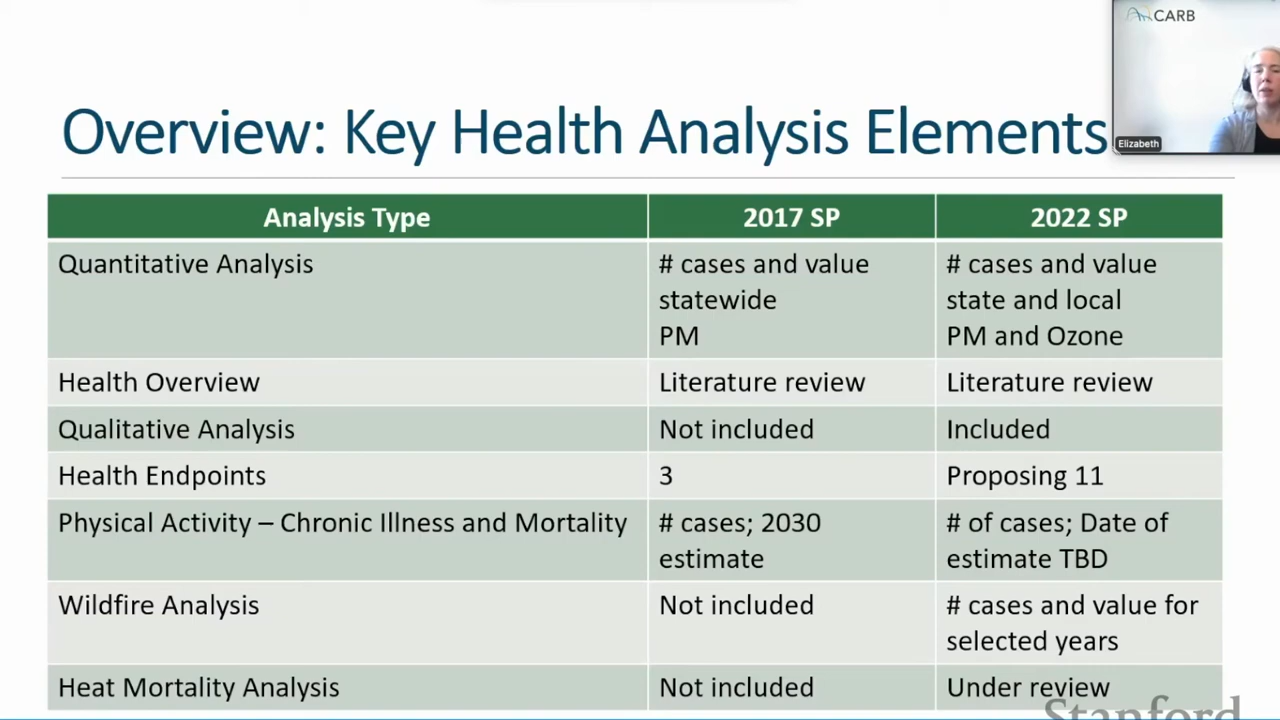 CARB
Elizabeth
Overview: Key Health Analysis Elements
Analysis Type
2017 SP
2022 SP
Quantitative Analysis
# cases and value
statewide
PM
# cases and value
state and local
PM and Ozone
Health Overview
Literature review
Literature review
Qualitative Analysis
Not included
Included
Health Endpoints
3
Proposing 11
Physical Activity – Chronic Illness and Mortality
# cases; 2030
estimate
# of cases; Date of
estimate TBD
Wildfire Analysis
Not included
# cases and value for
selected years
Heat Mortality Analysis
Not included
Under review
Stanford